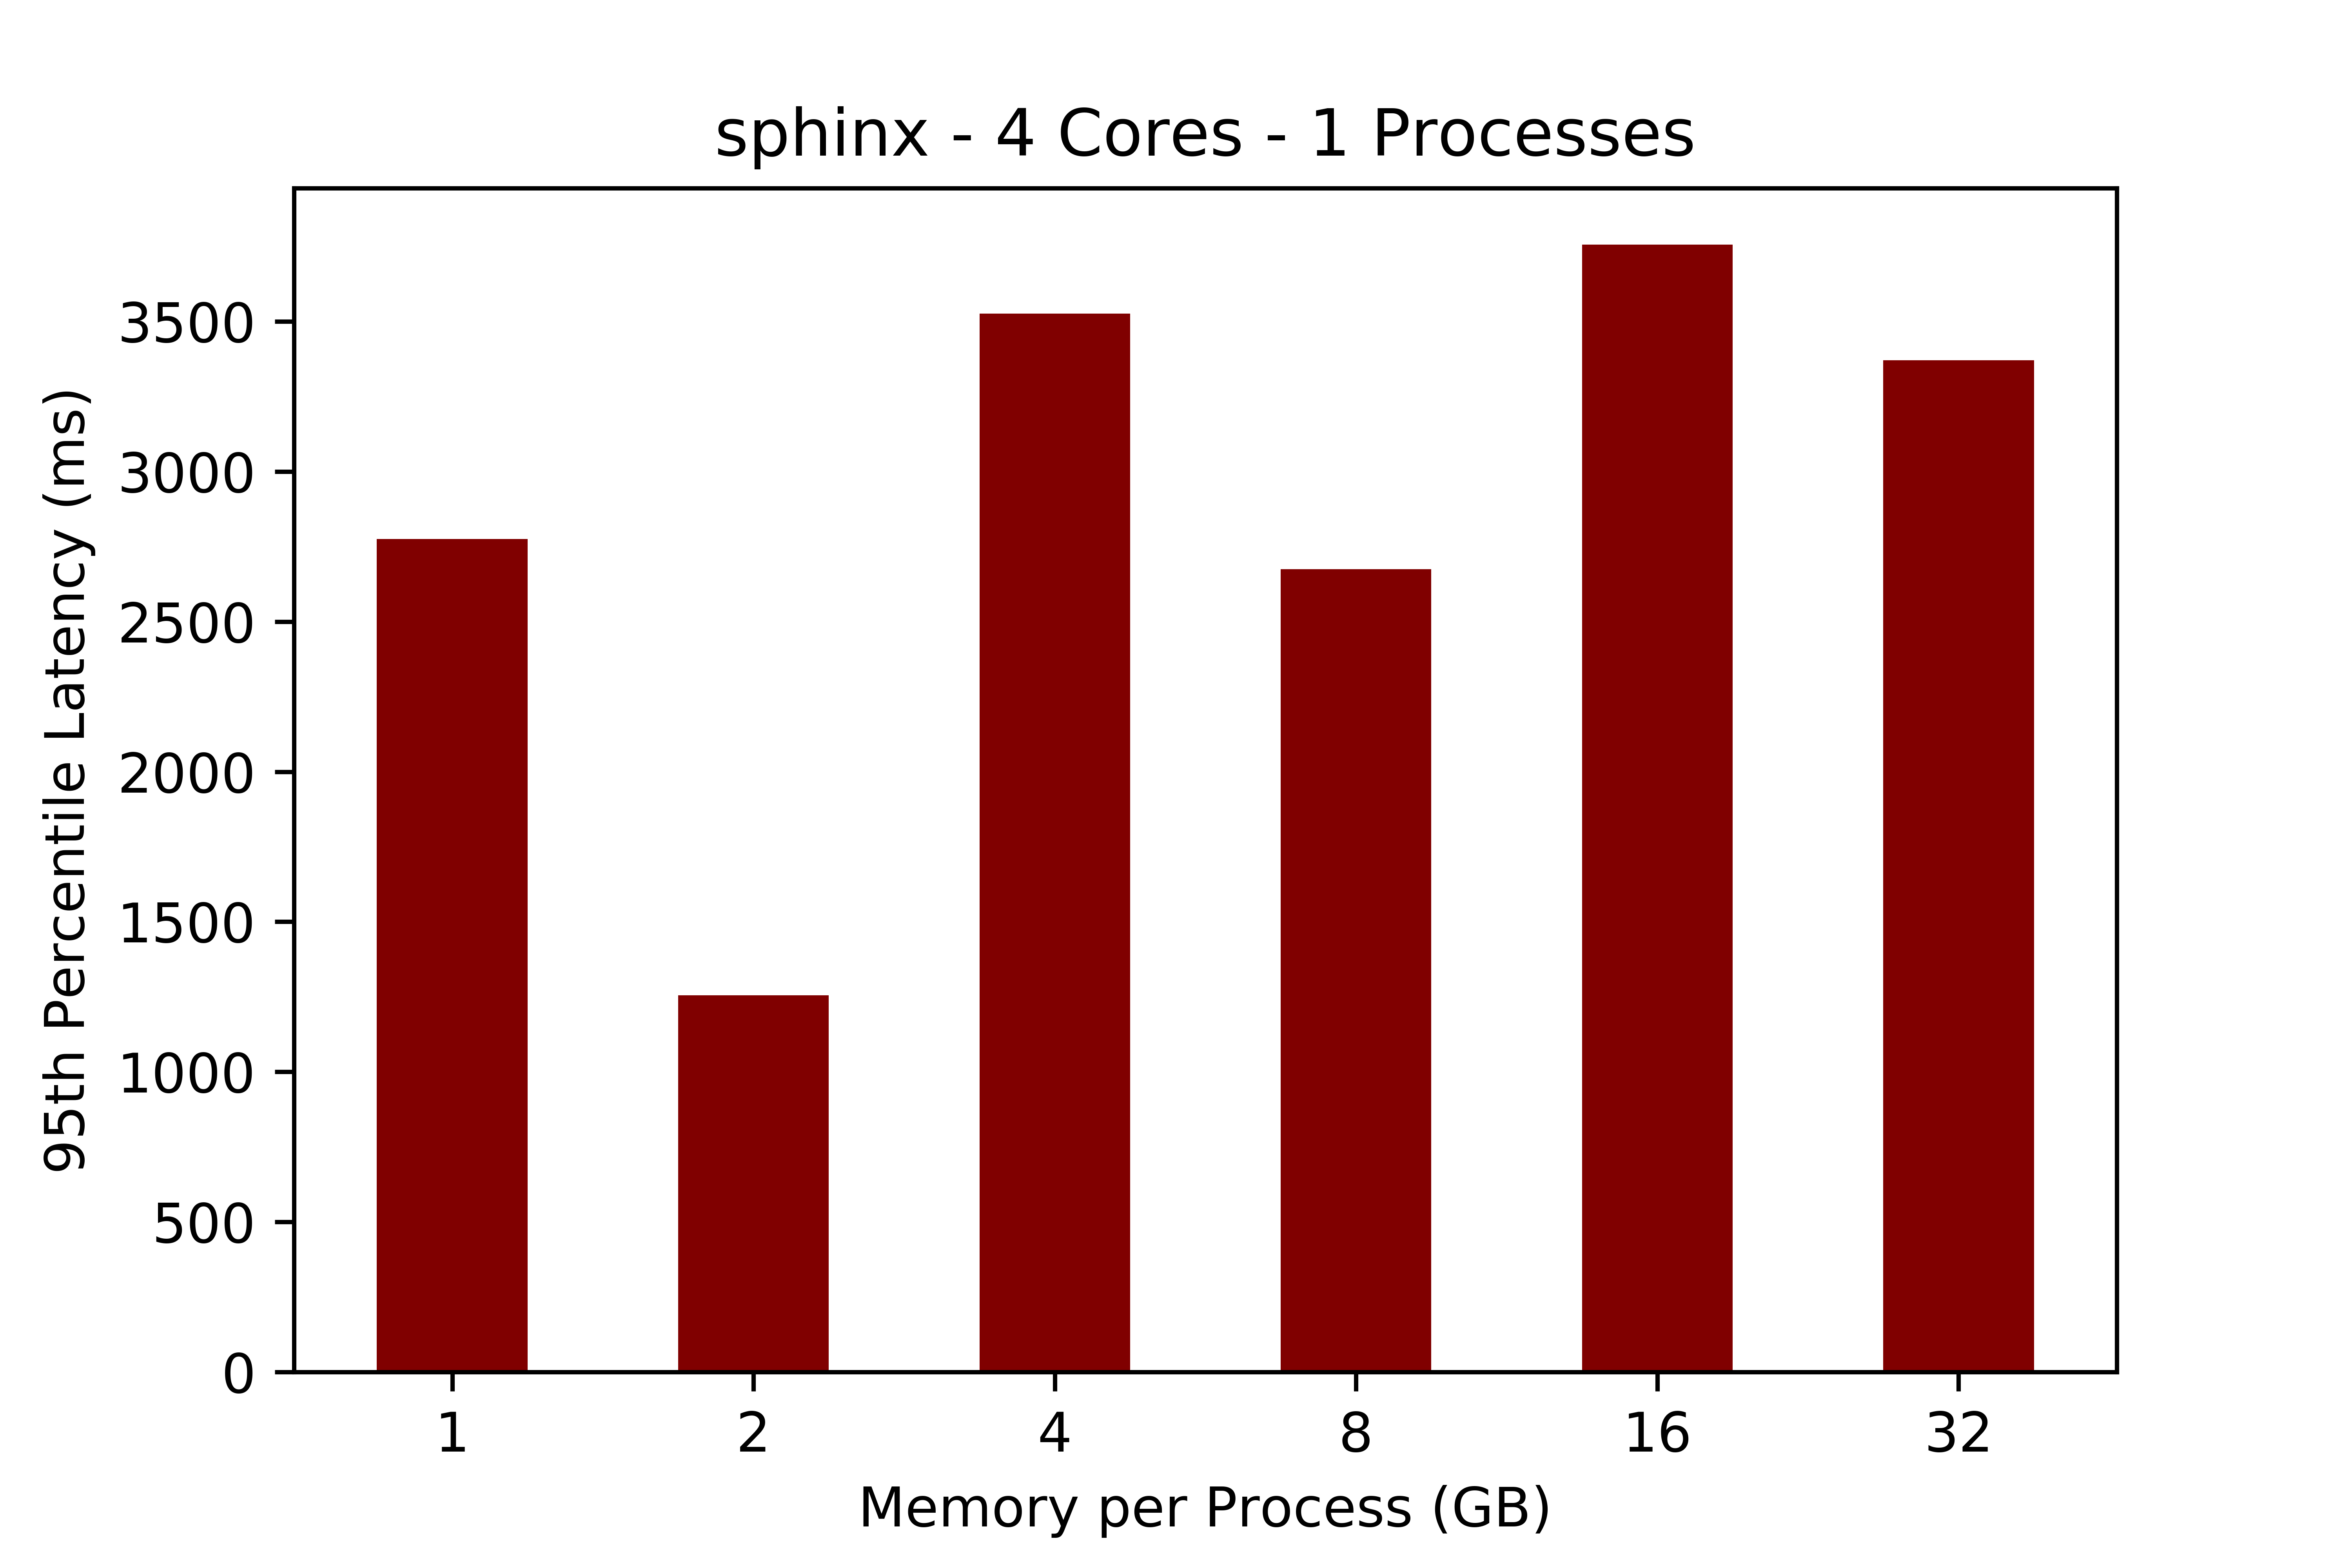 sphinx - 4 Cores - 1 Processes
95th Percentile Latency (ms)
3500
3000
2500
2000
1500
1000
500
0
1 2 4 8 16 32
Memory per Process (GB)